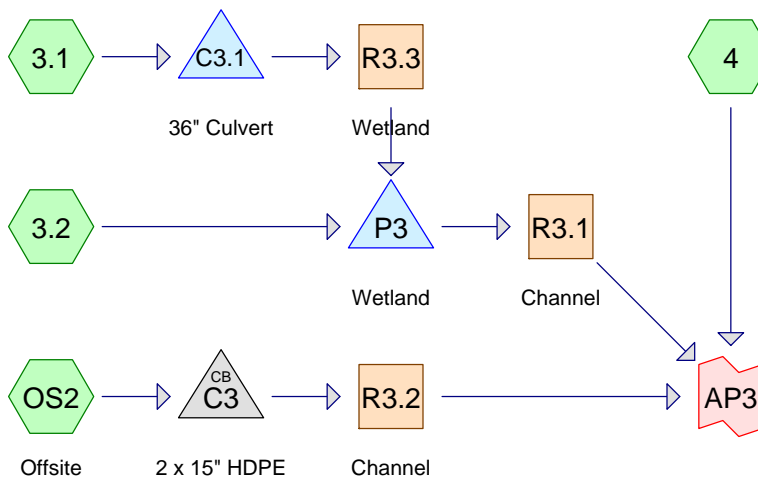 3.1
C3.1
R3.3
4
36" Culvert
Wetland
3.2
P3
R3.1
Wetland
Channel
OS2
CB
C3
R3.2
AP3
Offsite
2 x 15" HDPE
Channel